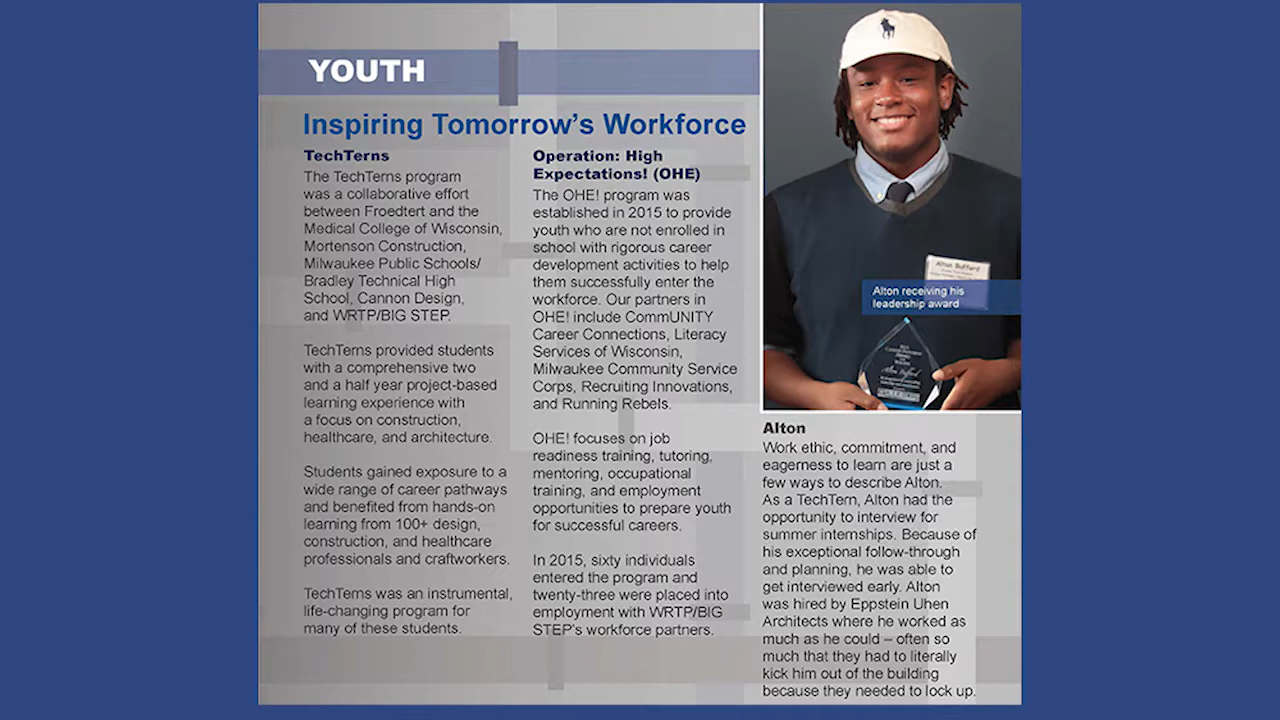 YOUTH
Inspiring Tomorrow's Workforce
TechTerns
The TechTerns program
was a collaborative effort
between Froedtert and the
Medical College of Wisconsin,
Mortenson Construction,
Milwaukee Public Schools/
Bradley Technical High
School, Cannon Design,
and WRTP/BIG STEP.
TechTerns provided students
with a comprehensive two
and a half year project-based
learning experience with
a focus on construction,
healthcare, and architecture.
Students gained exposure to a
wide range of career pathways
and benefited from hands-on
learning from 100+ design,
construction, and healthcare
professionals and craftworkers.
TechTerns was an instrumental,
life-changing program for
many of these students.
Operation: High
Expectations! (OHE)
The OHE! program was
established in 2015 to provide
youth who are not enrolled in
school with rigorous career
development activities to help
them successfully enter the
workforce. Our partners in
OHE! include CommUNITY
Career Connections, Literacy
Services of Wisconsin,
Milwaukee Community Service
Corps, Recruiting Innovations,
and Running Rebels.
OHE! focuses on job
readiness training, tutoring,
mentoring, occupational
training, and employment
opportunities to prepare youth
for successful careers.
In 2015, sixty individuals
entered the program and
twenty-three were placed into
employment with WRTP/BIG
STEP's workforce partners.
Alton Bufford
Alton receiving his
leadership award
Alton
Work ethic, commitment, and
eagerness to learn are just a
few ways to describe Alton.
As a TechTern, Alton had the
opportunity to interview for
summer internships. Because of
his exceptional follow-through
and planning, he was able to
get interviewed early. Alton
was hired by Eppstein Uhen
Architects where he worked as
much as he could – often so
much that they had to literally
kick him out of the building
because they needed to lock up.